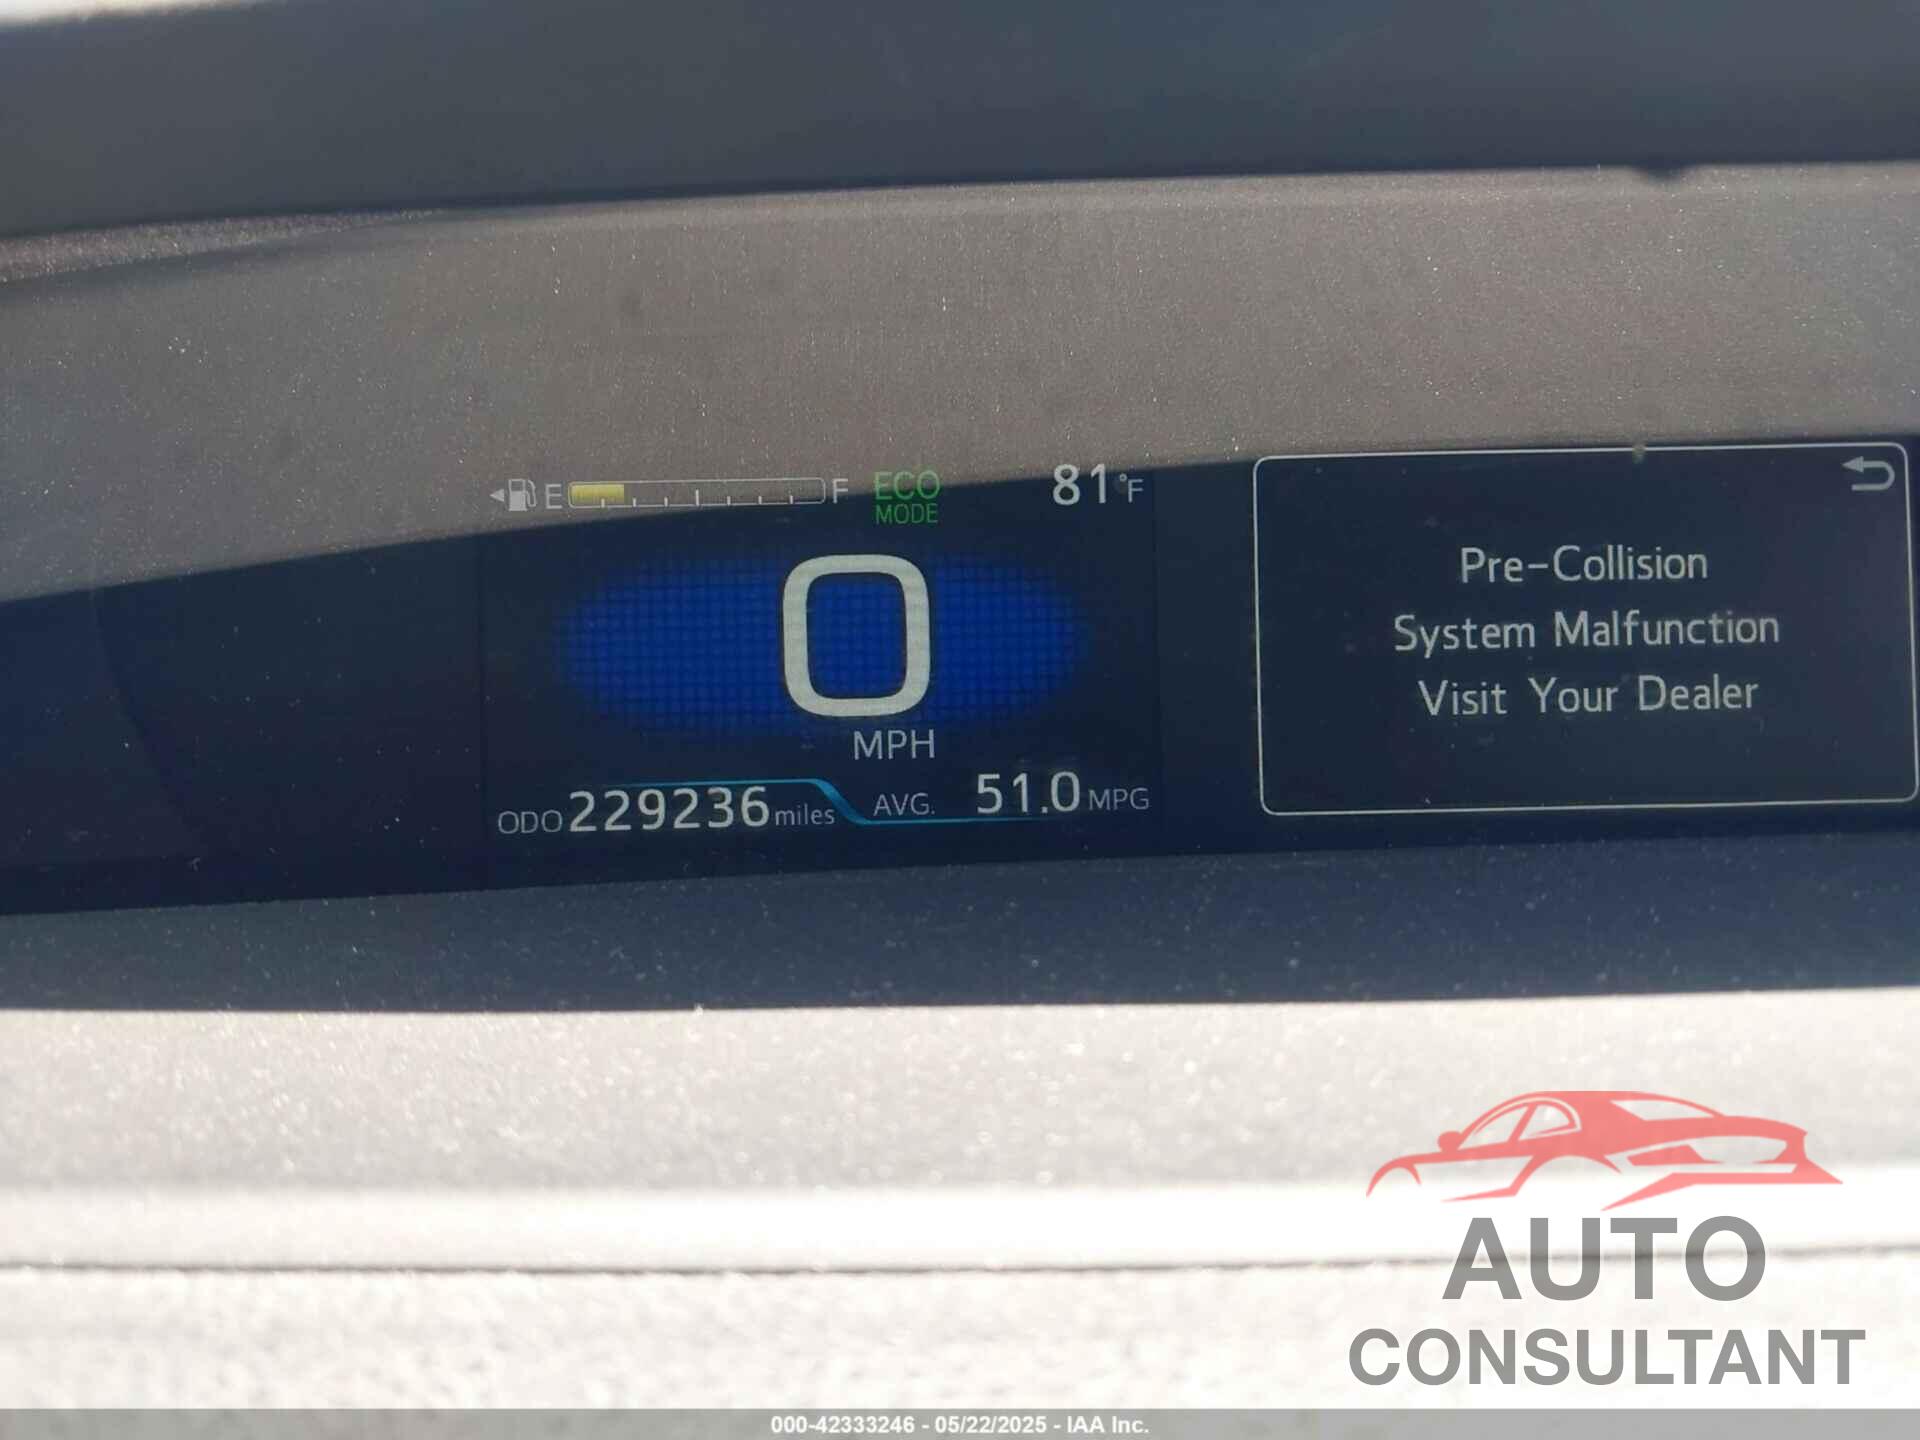 E F ECO 81°F
MODE
0
MPH
ODO 229236 miles AVG. 51.0 MPG
Pre-Collision
System Malfunction
Visit Your Dealer
AUTO
CONSULTANT
000-42333246 - 05/22/2025 - IAA Inc.